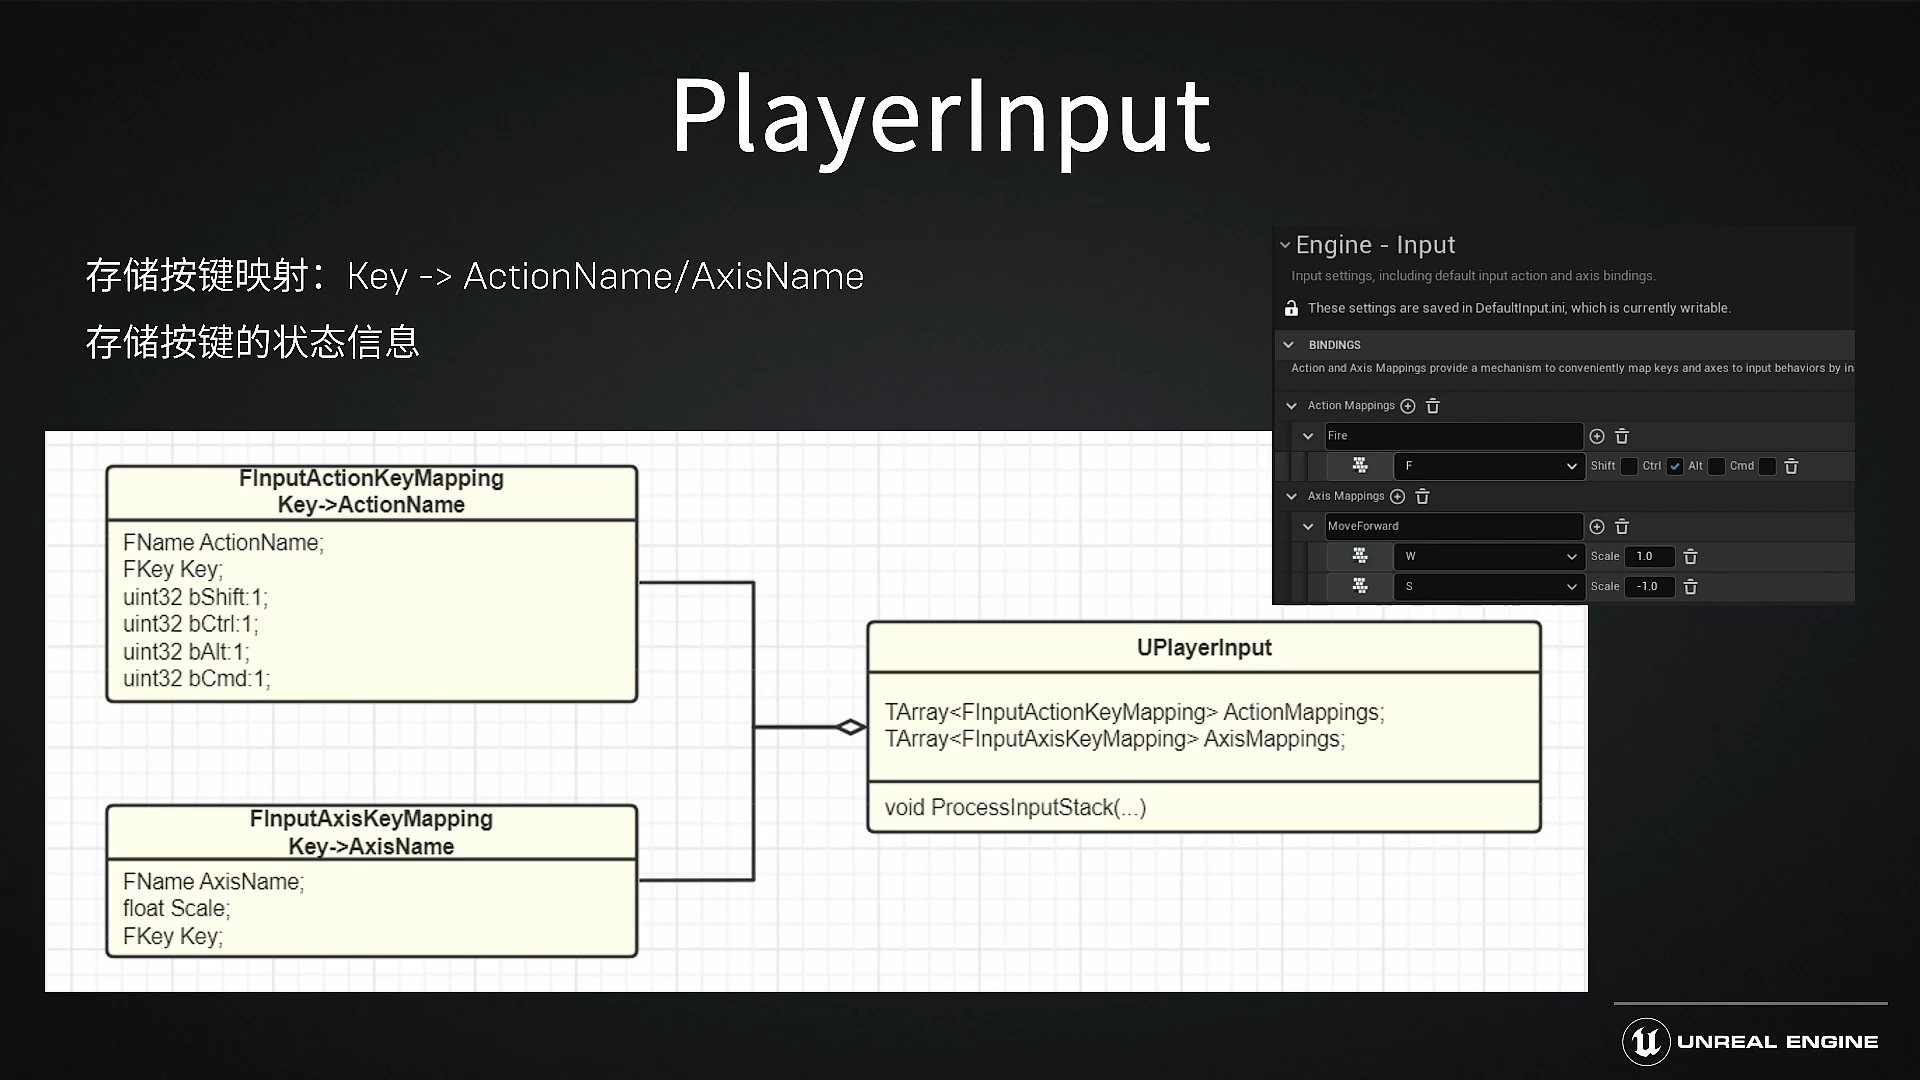 PlayerInput
存储按键映射：Key -> ActionName/AxisName
存储按键的状态信息
Engine - Input
Input settings, including default input action and axis bindings.
These settings are saved in DefaultInput.ini, which is currently writable.
BINDINGS
Action and Axis Mappings provide a mechanism to conveniently map keys and axes to input behaviors by in
Action Mappings
Fire
F Shift Ctrl Alt Cmd
Axis Mappings
MoveForward
W Scale 1.0
S Scale -1.0
FInputActionKeyMapping
Key->ActionName
FName ActionName;
FKey Key;
uint32 bShift:1;
uint32 bCtrl:1;
uint32 bAlt:1;
uint32 bCmd:1;
FInputAxisKeyMapping
Key->AxisName
FName AxisName;
float Scale;
FKey Key;
UPlayerInput
TArray<FInputActionKeyMapping> ActionMappings;
TArray<FInputAxisKeyMapping> AxisMappings;
void ProcessInputStack(...)
UNREAL ENGINE